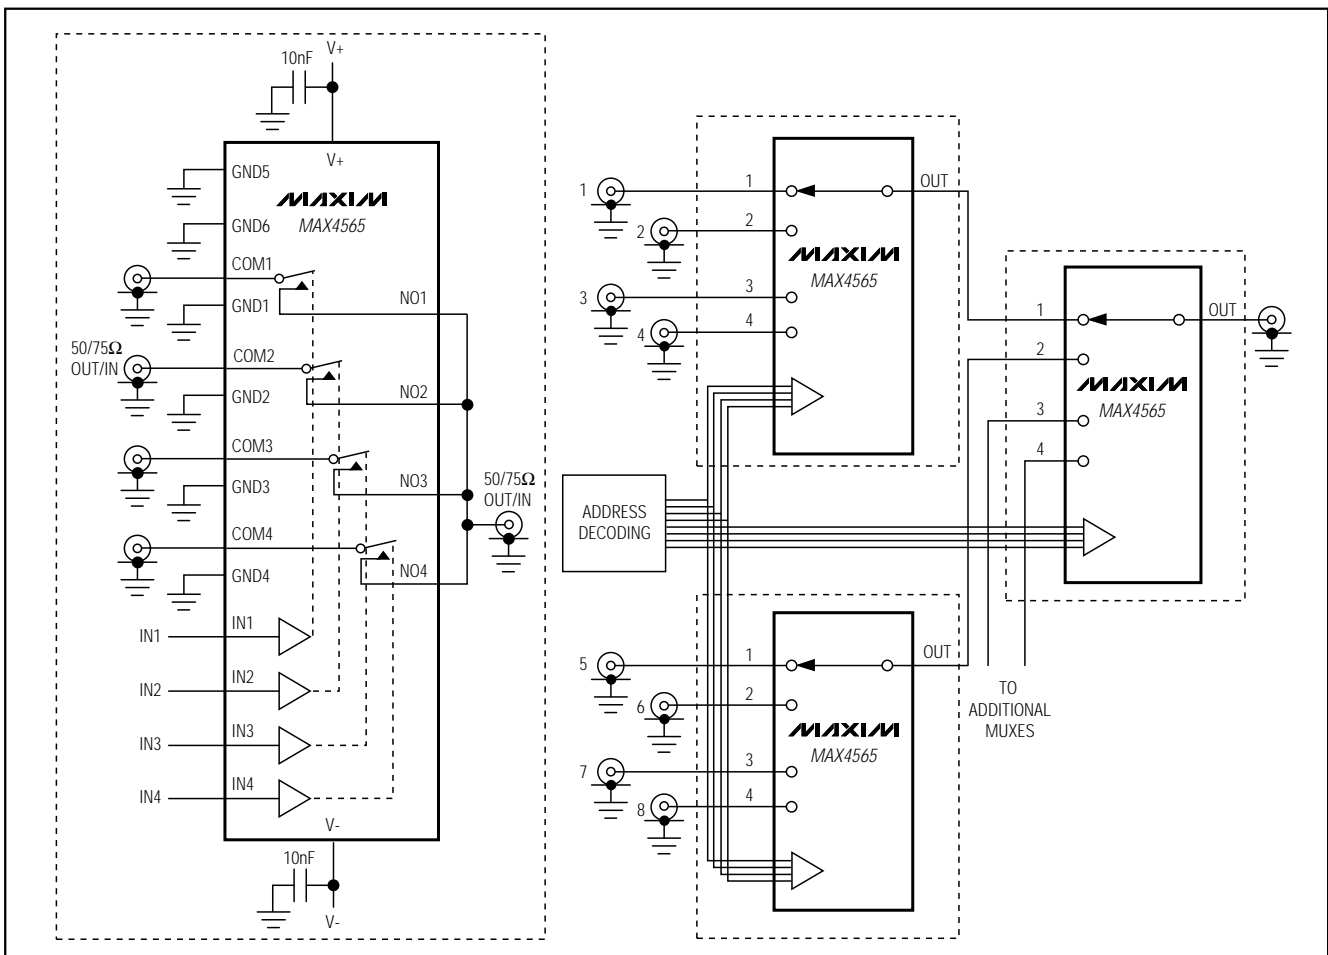 V+
10nF
V+
GND5
MAXIM
MAX4565
GND6
COM1
NO1
GND1
50/75Ω
OUT/IN
COM2
NO2
GND2
COM3
NO3
50/75Ω
OUT/IN
GND3
COM4
NO4
GND4
IN1
IN1
IN2
IN2
IN3
IN3
IN4
IN4
V-
10nF
V-
1
1
OUT
2
2
MAXIM
MAX4565
3
3
4
4
ADDRESS
DECODING
1
OUT
2
MAXIM
MAX4565
3
4
5
1
OUT
6
2
MAXIM
MAX4565
7
3
8
4
TO
ADDITIONAL
MUXES